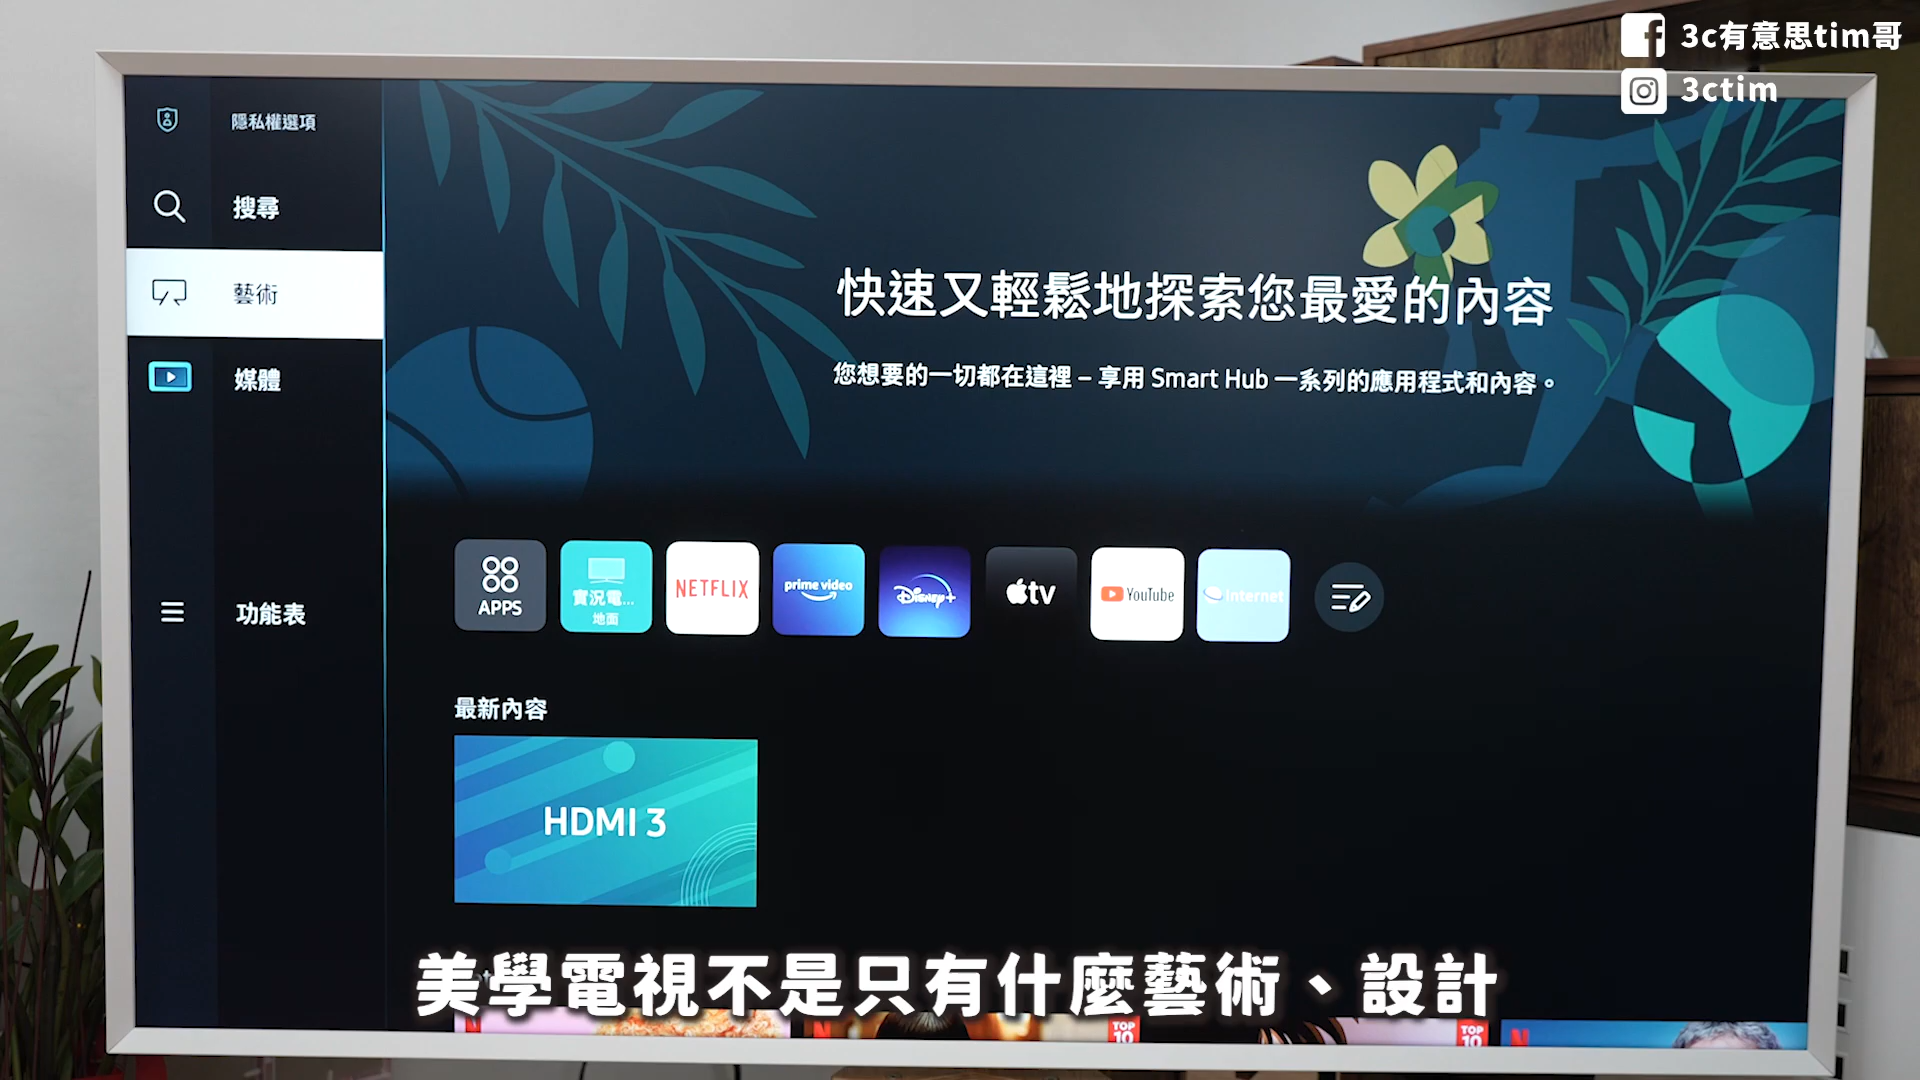 3c有意思tim哥
3ctim
隱私權選項
搜尋
藝術
媒體
功能表
快速又輕鬆地探索您最愛的內容
您想要的一切都在這裡 – 享用 Smart Hub 一系列的應用程式和內容。
APPS
實況電...
地面
NETFLIX
prime video
Disney+
tv
YouTube
internet
最新內容
HDMI 3
美學電視不是只有什麼藝術、設計
TOP
10
TOP
10